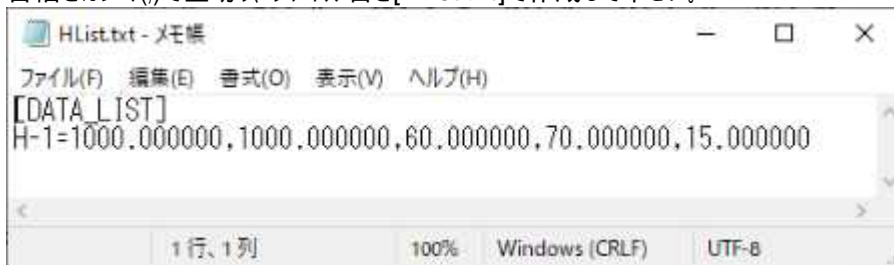 HList.txt - メモ帳
ファイル(F) 編集(E) 書式(O) 表示(V) ヘルプ(H)
[DATA_LIST]
H-1=1000.000000,1000.000000,60.000000,70.000000,15.000000
1行、1列 100% Windows (CRLF) UTF-8